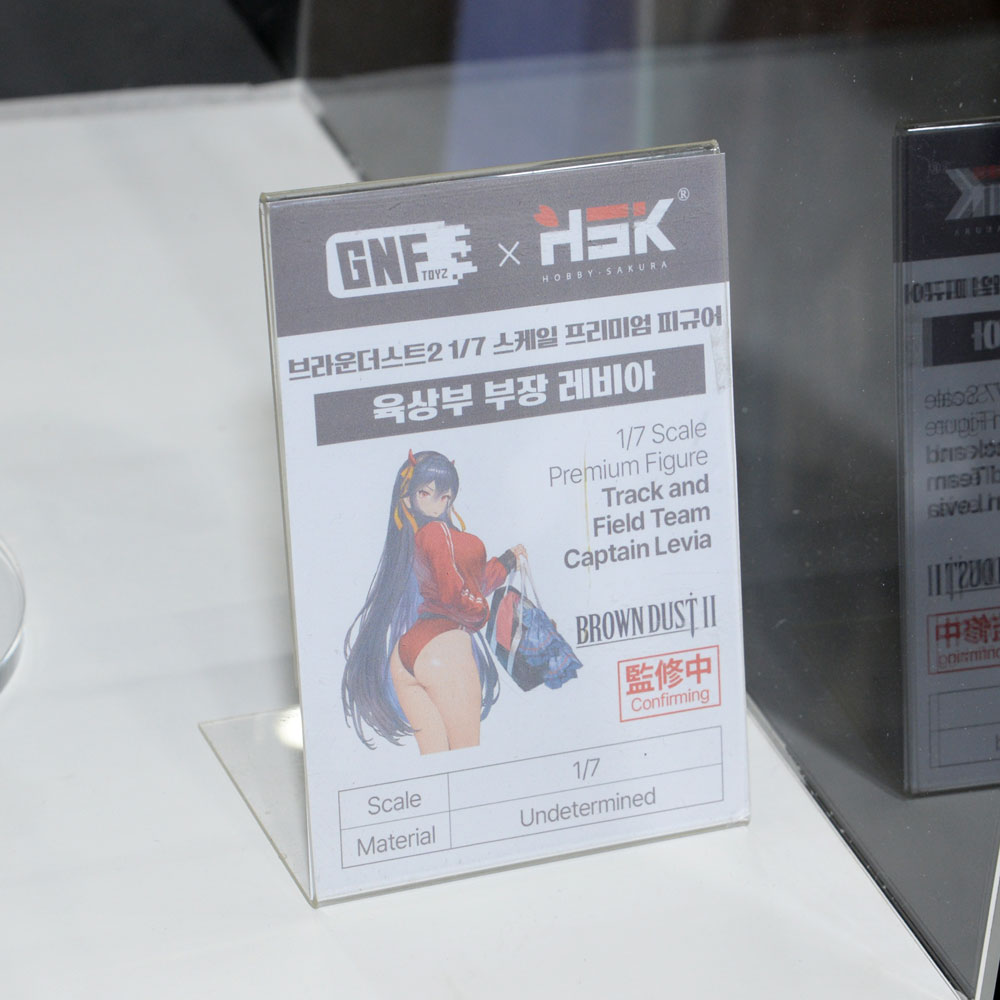 GNF
TOYZ
×
HSK®
HOBBY·SAKURA
브라운더스트2 1/7 스케일 프리미엄 피규어
육상부 부장 레비아
1/7 Scale
Premium Figure
Track and
Field Team
Captain Levia
BROWN DUST II
監修中
Confirming
Scale 1/7
Material Undetermined